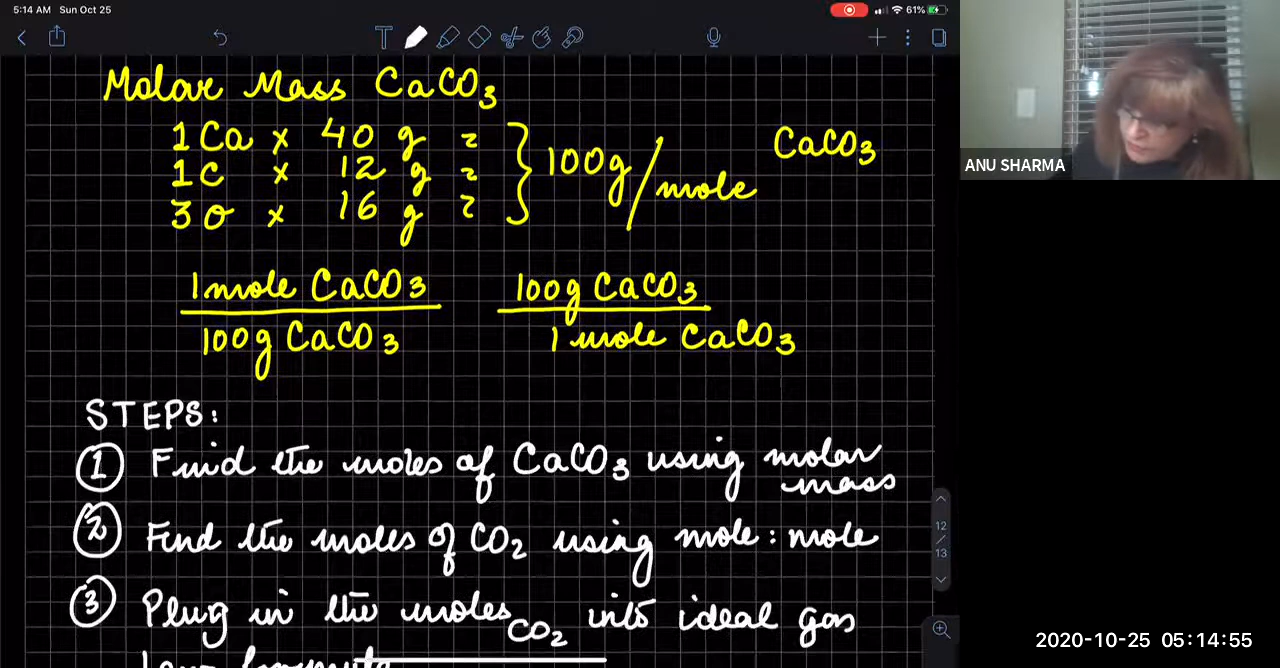 5:14 AM Sun Oct 25
61%
Molar Mass CaCO3
1 Ca x 40 g =
1 C x 12 g =
3 O x 16 g =
100g/mole
CaCO3
1 mole CaCO3
100g CaCO3
100g CaCO3
1 mole CaCO3
STEPS:
① Find the moles of CaCO3 using molar
mass
② Find the moles of CO2 using mole : mole
③ Plug in the moles CO2 into ideal gas
12
/
13
ANU SHARMA
2020-10-25 05:14:55